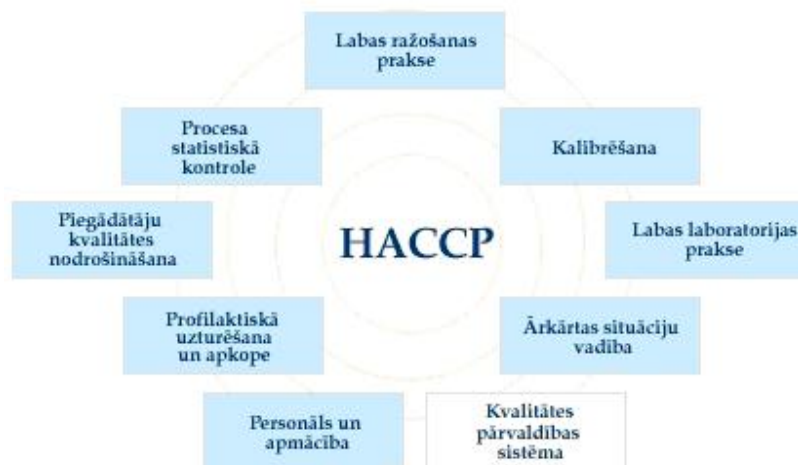 Labas ražošanas
prakse
Procesa
statistiskā
kontrole
Kalibrēšana
Piegādātāju
kvalitātes
nodrošināšana
HACCP
Labas laboratorijas
prakse
Profilaktiskā
uzturēšana
un apkope
Ārkārtas situāciju
vadība
Personāls un
apmācība
Kvalitātes
pārvaldības
sistēma